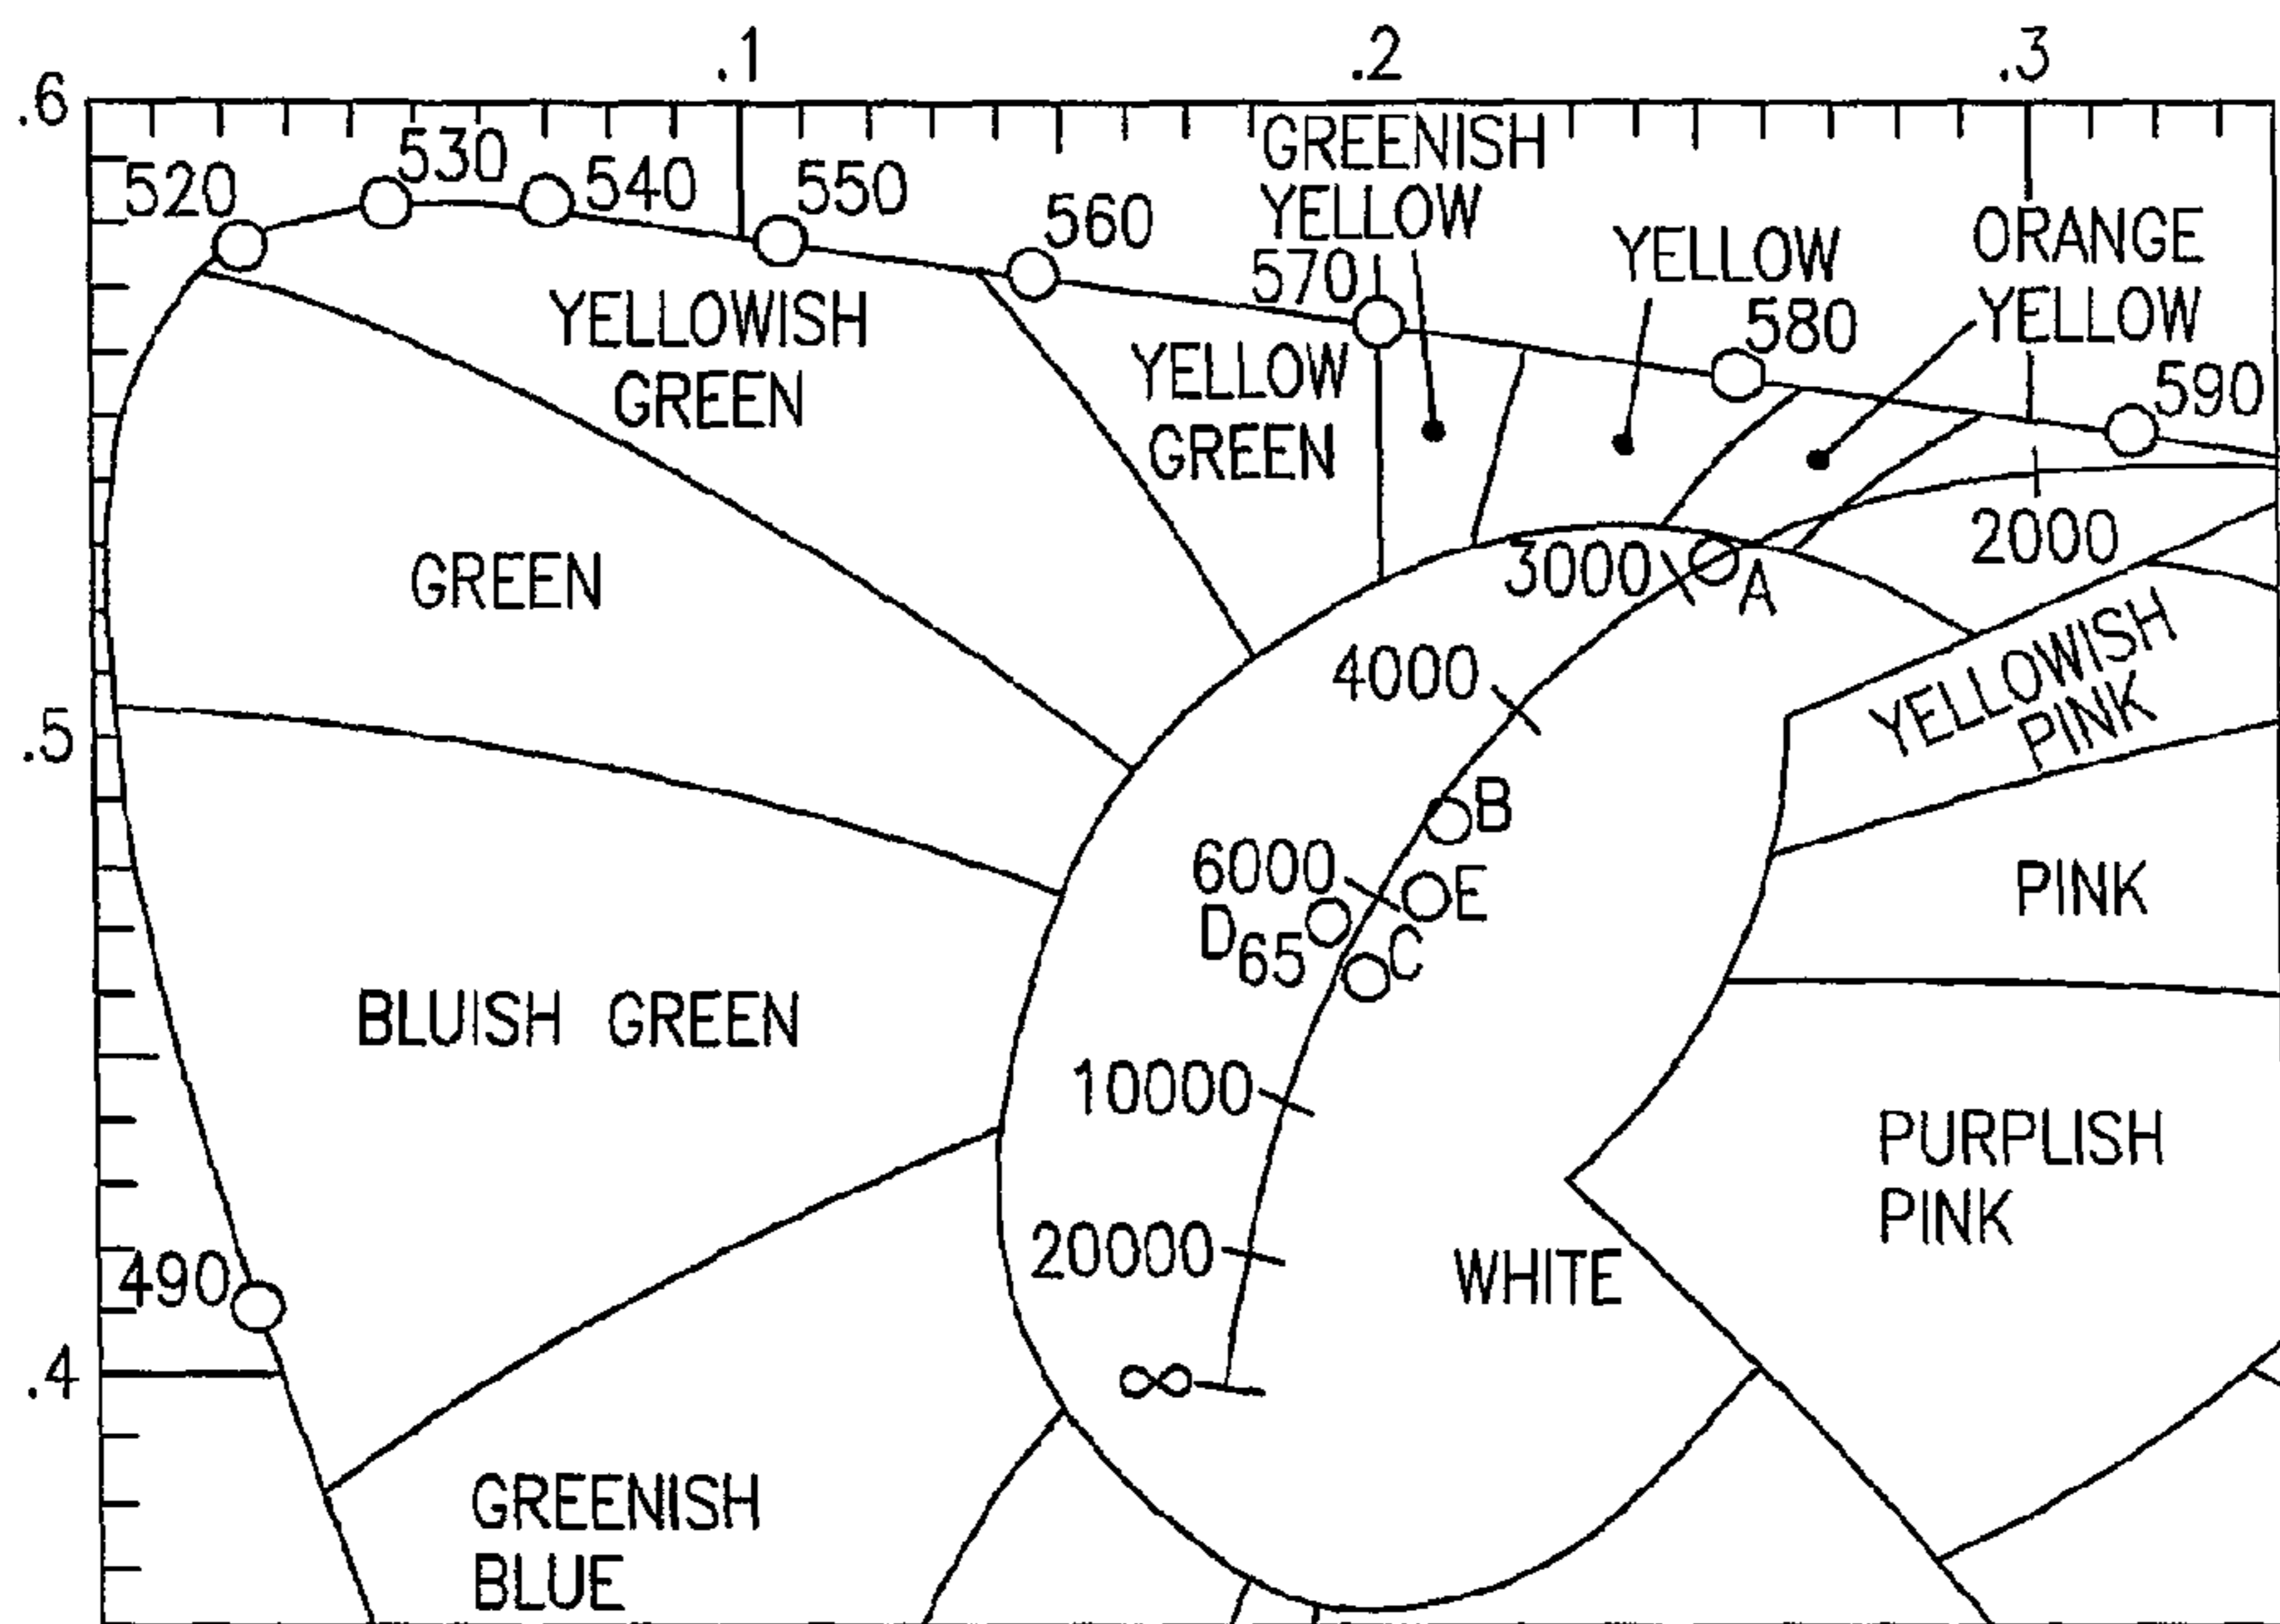 .1
.2
.3
.6
520
530
540
550
560
GREENISH
YELLOW
570
YELLOW
580
ORANGE
YELLOW
590
YELLOWISH
GREEN
YELLOW
GREEN
GREEN
3000
A
2000
4000
YELLOWISH
PINK
.5
B
6000
E
D65
C
PINK
BLUISH GREEN
10000
PURPLISH
PINK
20000
WHITE
490
∞
.4
GREENISH
BLUE